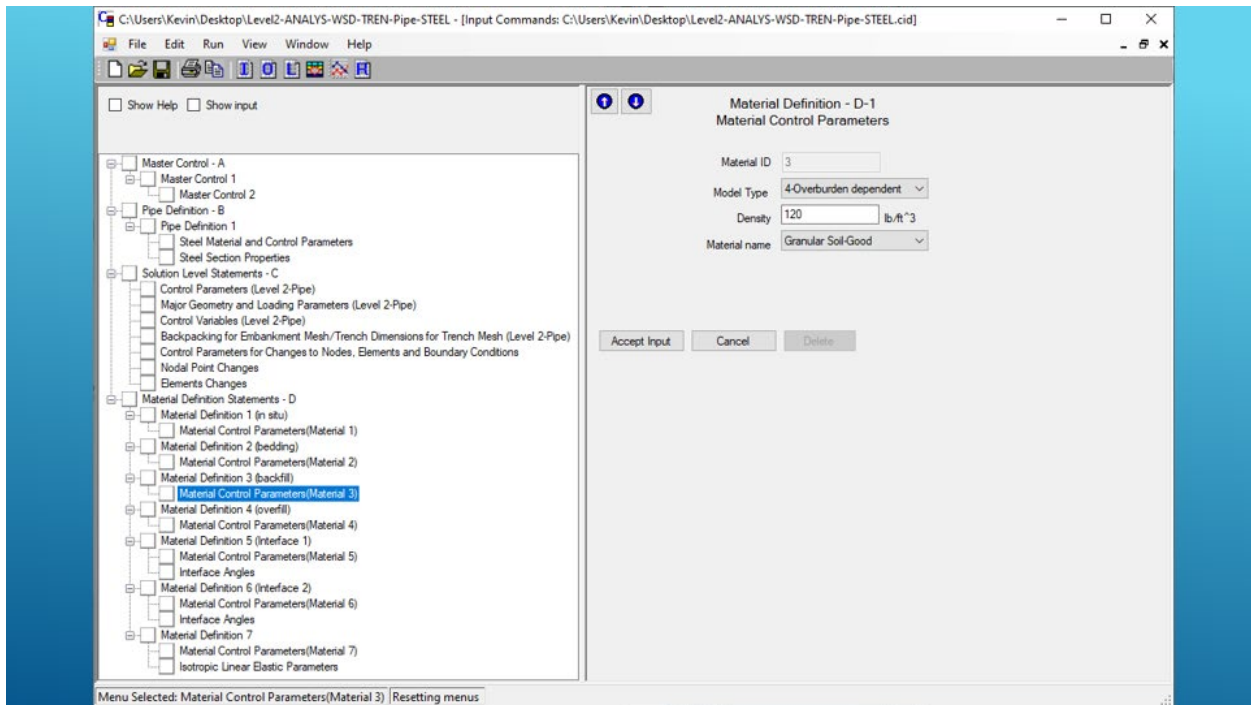 C:\Users\Kevin\Desktop\Level2-ANALYS-WSD-TREN-Pipe-STEEL - [Input Commands: C:\Users\Kevin\Desktop\Level2-ANALYS-WSD-TREN-Pipe-STEEL.cid]
File Edit Run View Window Help
Show Help Show input
Master Control - A
Master Control 1
Master Control 2
Pipe Definition - B
Pipe Definition 1
Steel Material and Control Parameters
Steel Section Properties
Solution Level Statements - C
Control Parameters (Level 2-Pipe)
Major Geometry and Loading Parameters (Level 2-Pipe)
Control Variables (Level 2-Pipe)
Backpacking for Embankment Mesh/Trench Dimensions for Trench Mesh (Level 2-Pipe)
Control Parameters for Changes to Nodes, Elements and Boundary Conditions
Nodal Point Changes
Elements Changes
Material Definition Statements - D
Material Definition 1 (in situ)
Material Control Parameters(Material 1)
Material Definition 2 (bedding)
Material Control Parameters(Material 2)
Material Definition 3 (backfill)
Material Control Parameters(Material 3)
Material Definition 4 (overfill)
Material Control Parameters(Material 4)
Material Definition 5 (Interface 1)
Material Control Parameters(Material 5)
Interface Angles
Material Definition 6 (Interface 2)
Material Control Parameters(Material 6)
Interface Angles
Material Definition 7
Material Control Parameters(Material 7)
Isotropic Linear Elastic Parameters
Material Definition - D-1
Material Control Parameters
Material ID 3
Model Type 4-Overburden dependent
Density 120 lb/ft^3
Material name Granular Soil-Good
Accept Input Cancel Delete
Menu Selected: Material Control Parameters(Material 3) Resetting menus